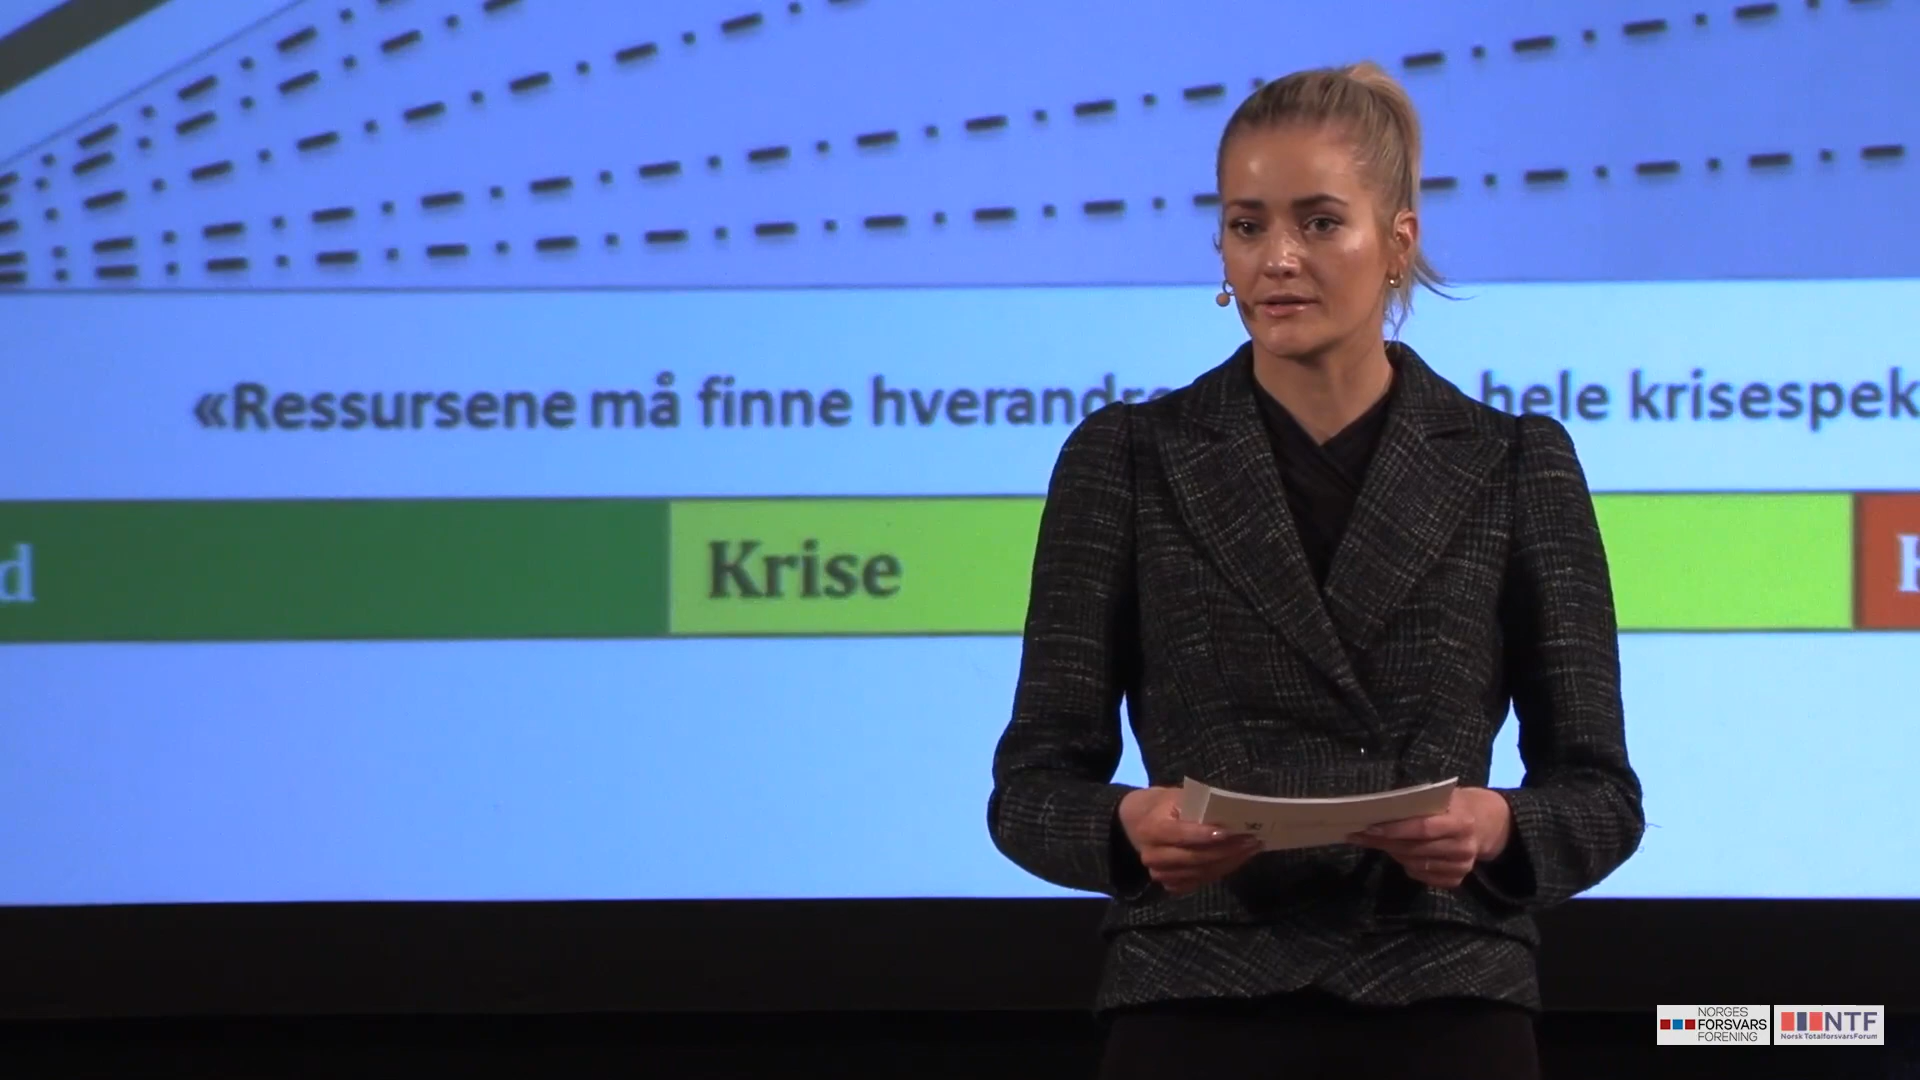 «Ressursene må finne hverandre hele krisespek
d
Krise
NORGES
FORSVARS
FORENING
NTF
Norsk TotalforsvarsForum